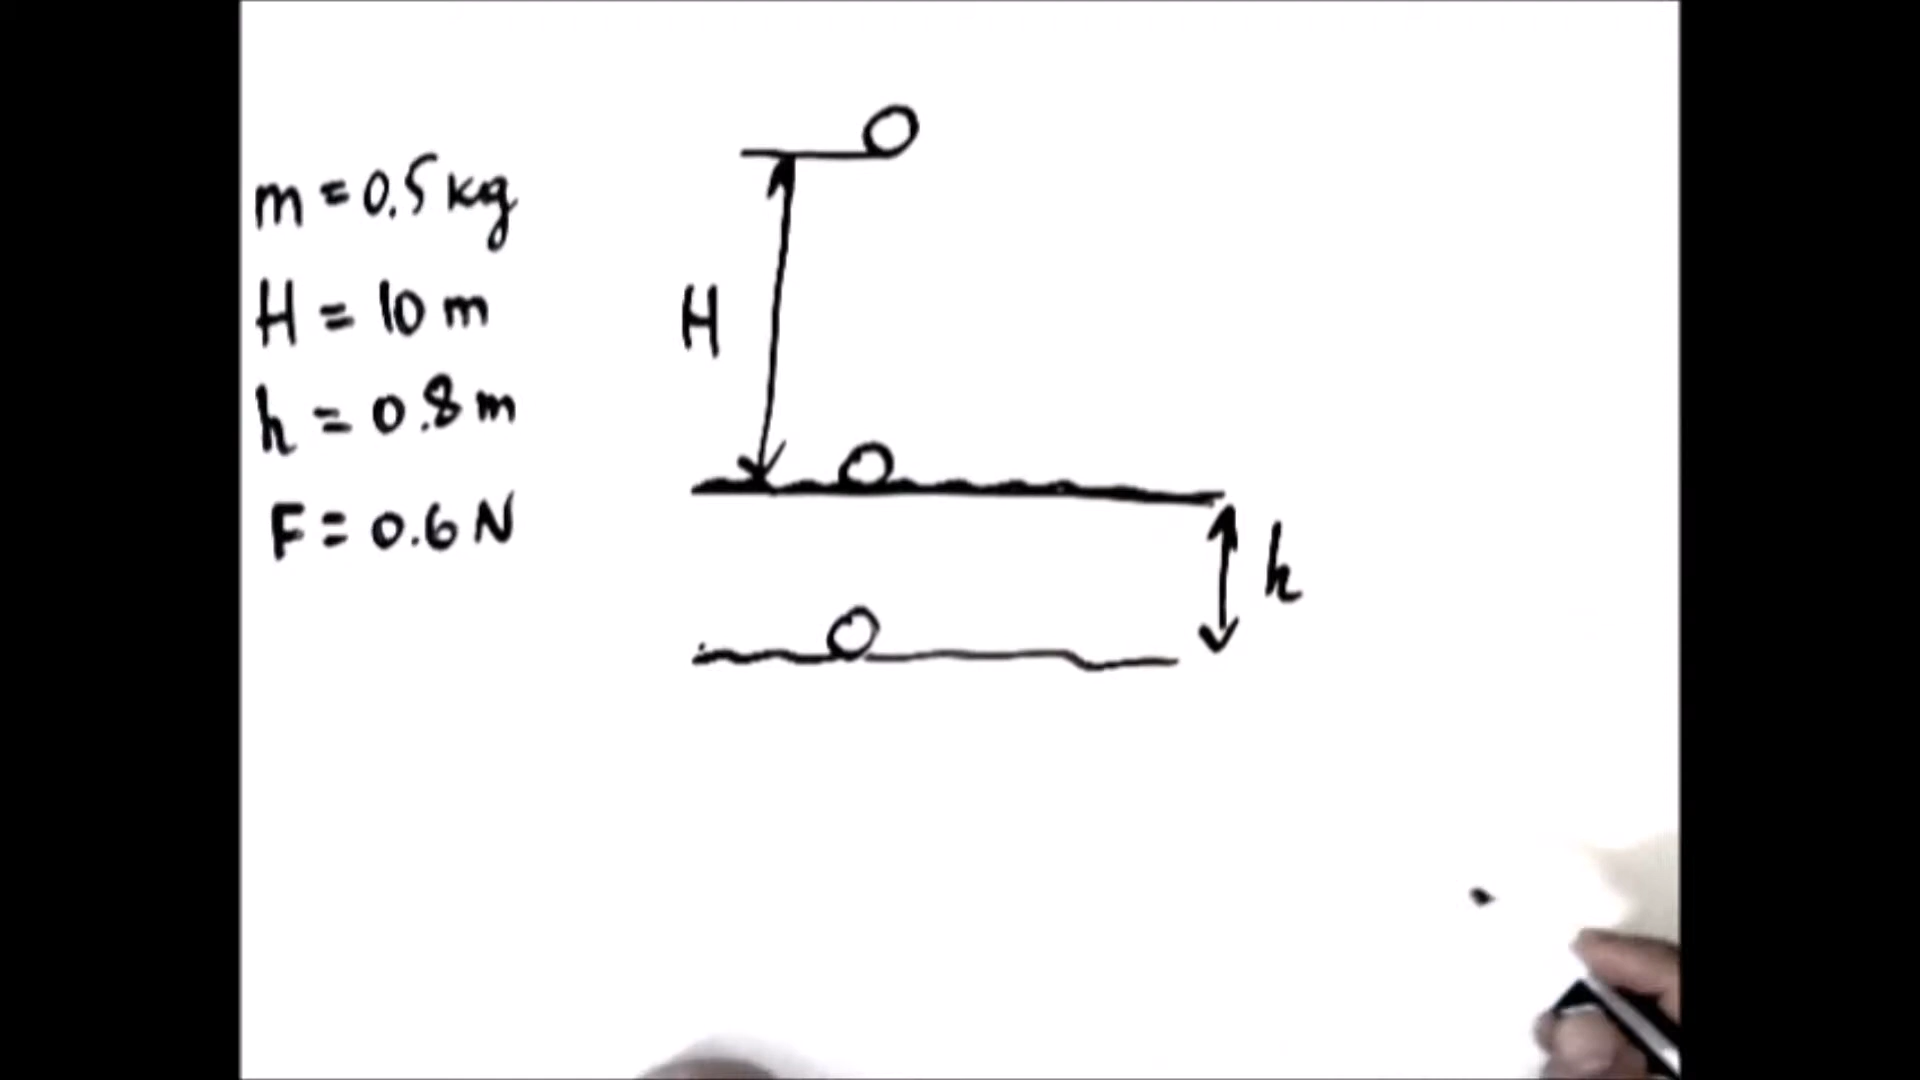 m = 0.5 kg
H = 10 m
h = 0.8 m
F = 0.6 N
H
h